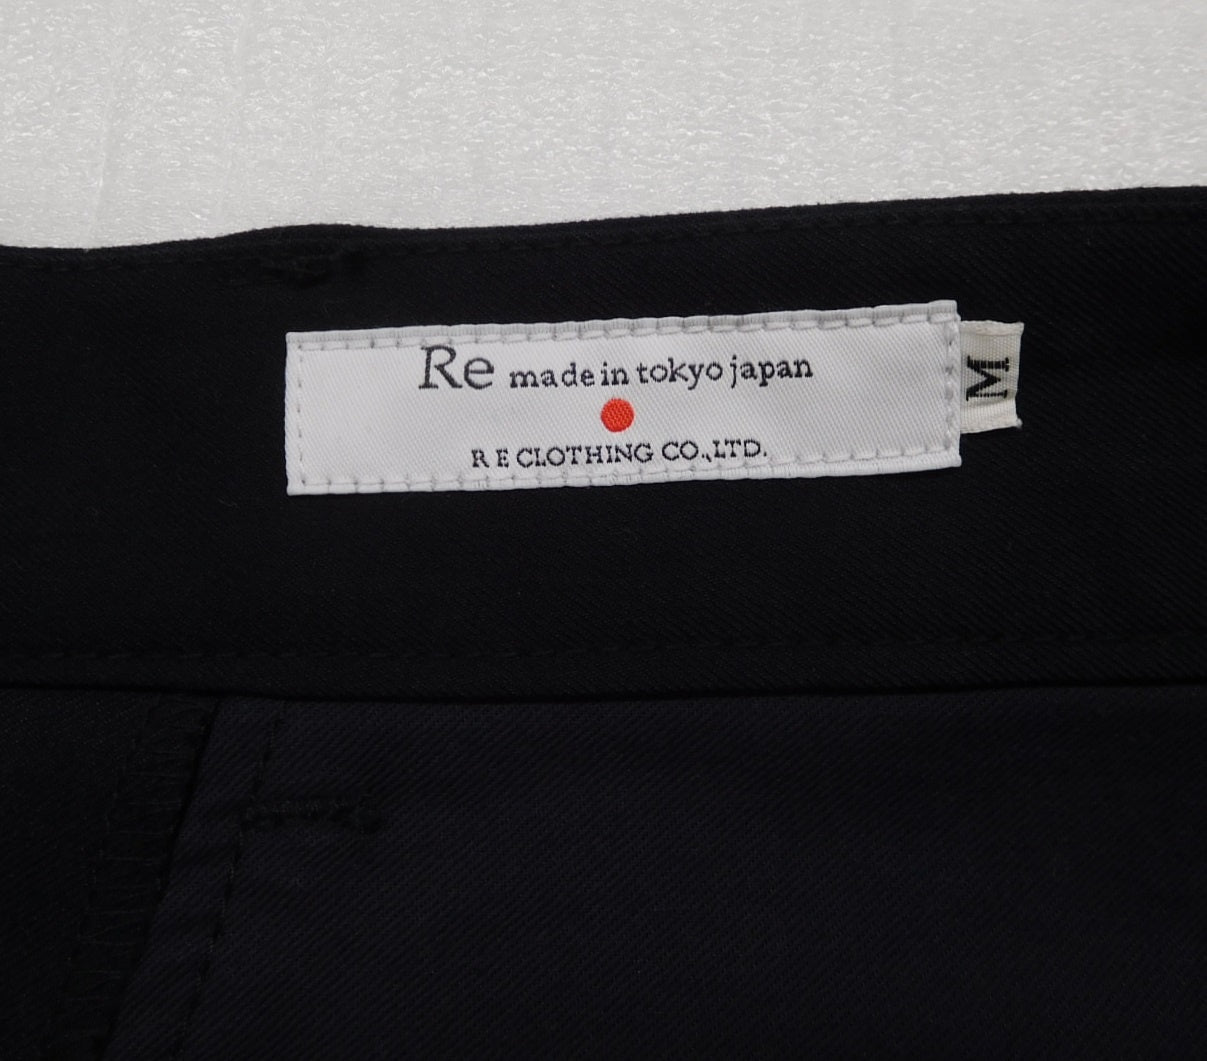 Re made in tokyo japan
R E CLOTHING CO.,LTD.
M